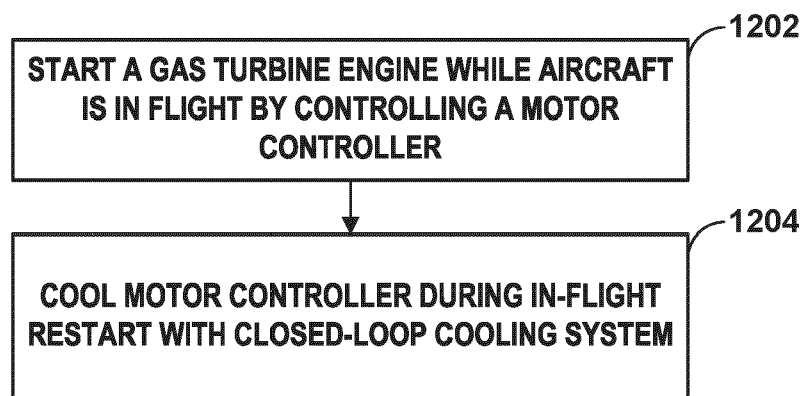 1202
START A GAS TURBINE ENGINE WHILE AIRCRAFT
IS IN FLIGHT BY CONTROLLING A MOTOR
CONTROLLER
1204
COOL MOTOR CONTROLLER DURING IN-FLIGHT
RESTART WITH CLOSED-LOOP COOLING SYSTEM